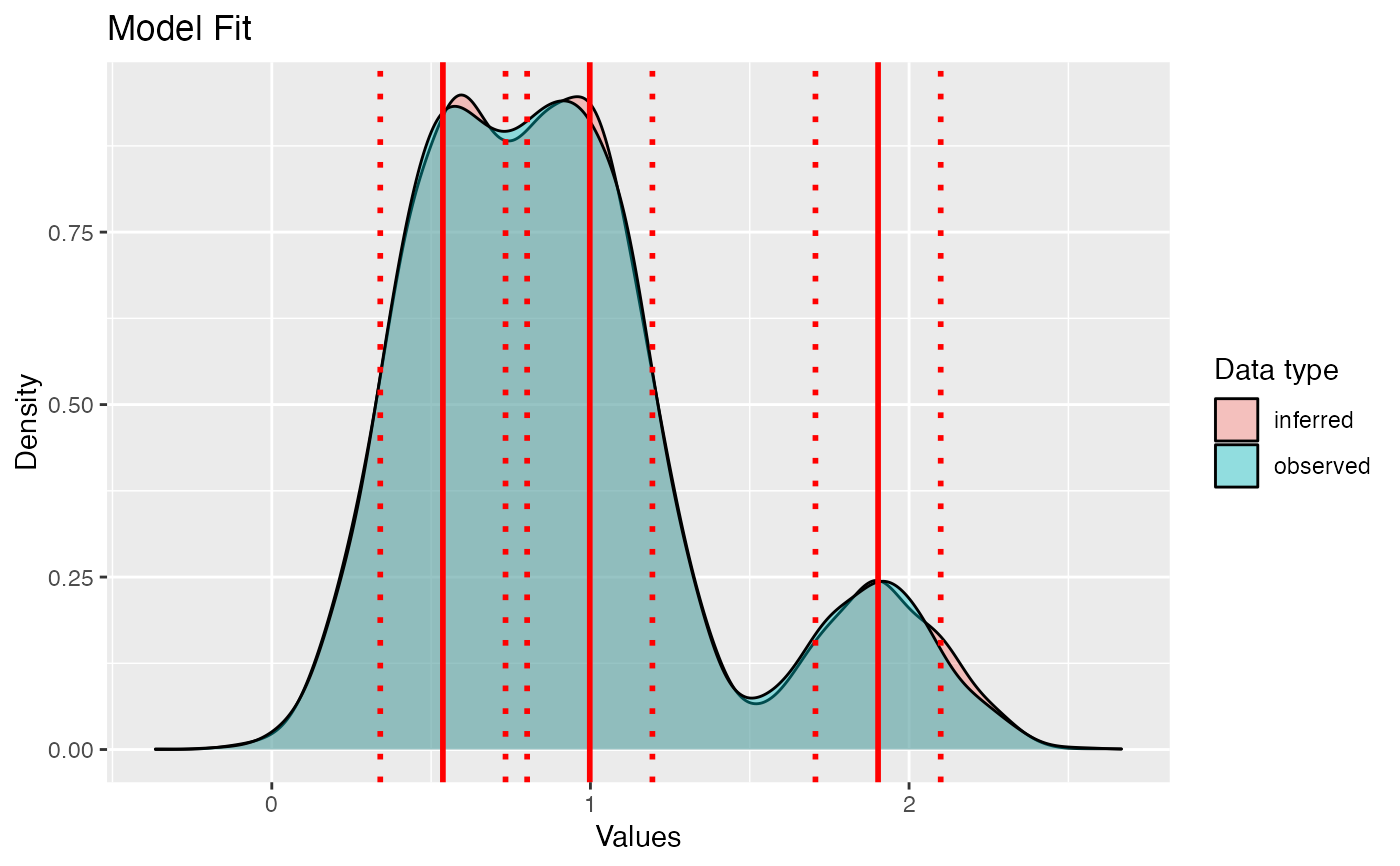 Model Fit
Density
0.75
0.50
0.25
0.00
0
1
2
Values
Data type
inferred
observed